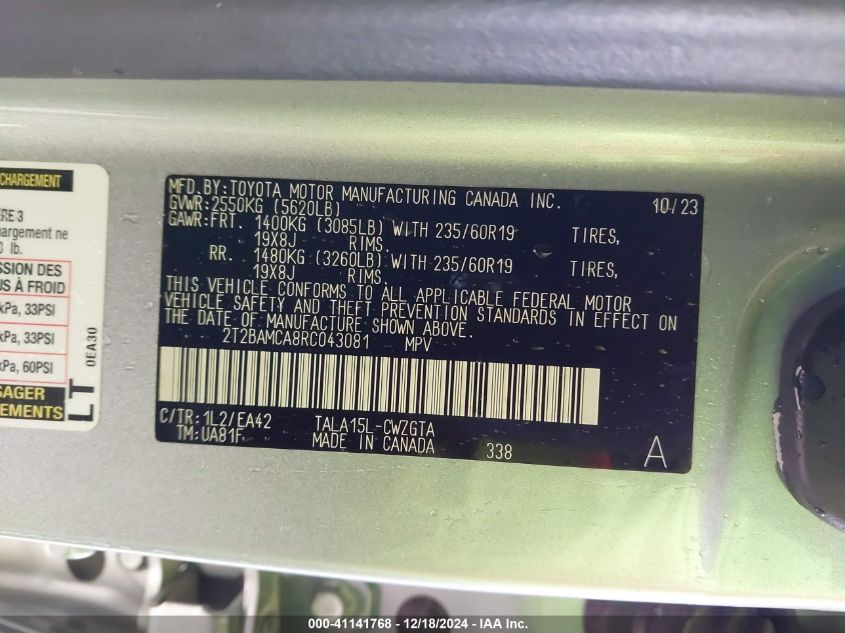 CHARGEMENT
ERE 3
hargement ne
0 lb.
SSION DES
US À FROID
kPa, 33PSI
kPa, 33PSI
kPa, 60PSI
SAGER
EMENTS
LT
0EA30
MFD.BY:TOYOTA MOTOR MANUFACTURING CANADA INC. 10/23
GVWR:2550KG (5620LB)
GAWR:FRT. 1400KG (3085LB) WITH 235/60R19 TIRES,
19X8J RIMS.
RR. 1480KG (3260LB) WITH 235/60R19 TIRES,
19X8J RIMS.
THIS VEHICLE CONFORMS TO ALL APPLICABLE FEDERAL MOTOR
VEHICLE SAFETY AND THEFT PREVENTION STANDARDS IN EFFECT ON
THE DATE OF MANUFACTURE SHOWN ABOVE.
2T2BAMCA8RC043081 MPV
C/TR:1L2/EA42 TALA15L-CWZGTA
TM:UA81F MADE IN CANADA 338 A
000-41141768 - 12/18/2024 - IAA Inc.